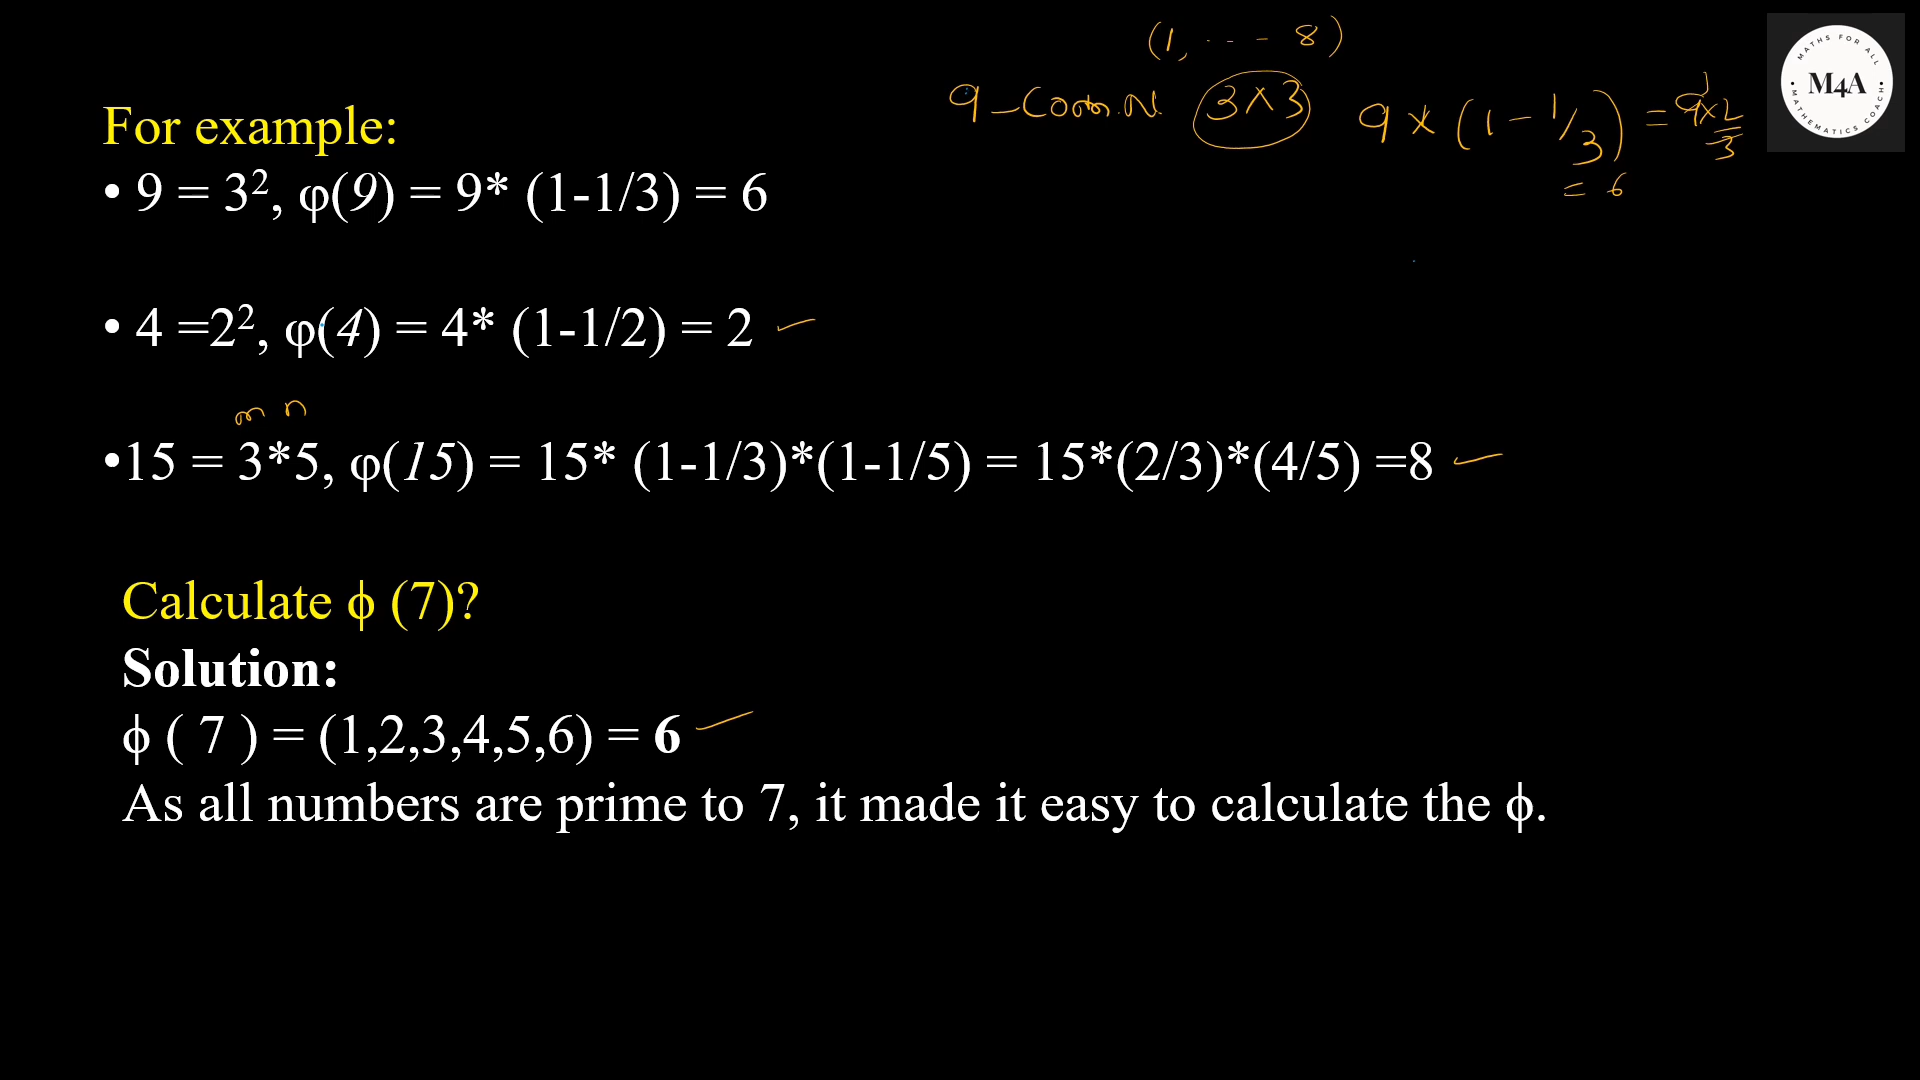 (1, ... - 8)
9 - Com.N 3×3 9 × (1 - 1/3) = 9×2/3
= 6
MATHS FOR ALL
M4A
MATHEMATICS COACH
For example:
• 9 = 3², φ(9) = 9* (1-1/3) = 6
• 4 =2², φ(4) = 4* (1-1/2) = 2
m n
•15 = 3*5, φ(15) = 15* (1-1/3)*(1-1/5) = 15*(2/3)*(4/5) =8
Calculate ϕ (7)?
Solution:
ϕ ( 7 ) = (1,2,3,4,5,6) = 6
As all numbers are prime to 7, it made it easy to calculate the ϕ.